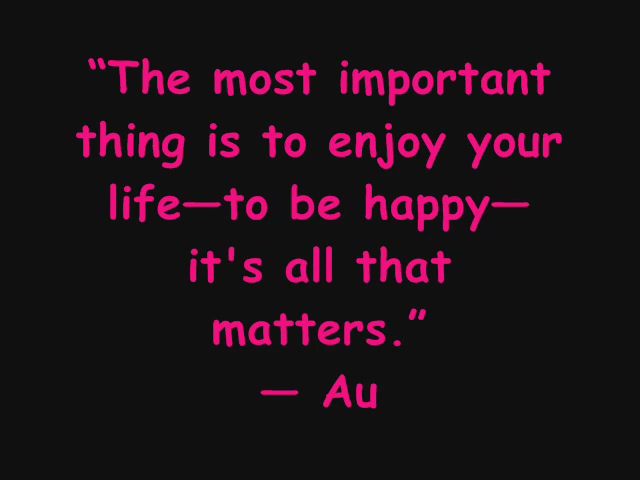 “The most important
thing is to enjoy your
life—to be happy—
it's all that
matters.”
— Au